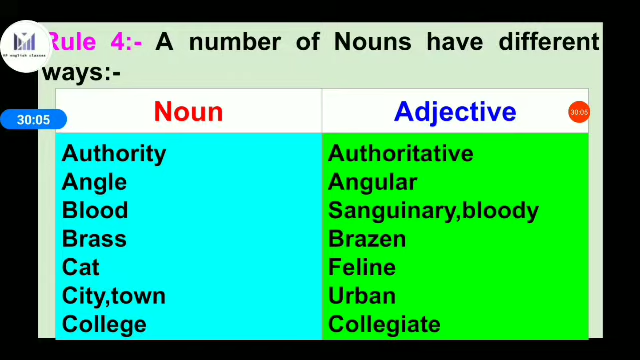 Rule 4:- A number of Nouns have different
ways:-
Noun Adjective
30:05 30:05
Authority Authoritative
Angle Angular
Blood Sanguinary,bloody
Brass Brazen
Cat Feline
City,town Urban
College Collegiate